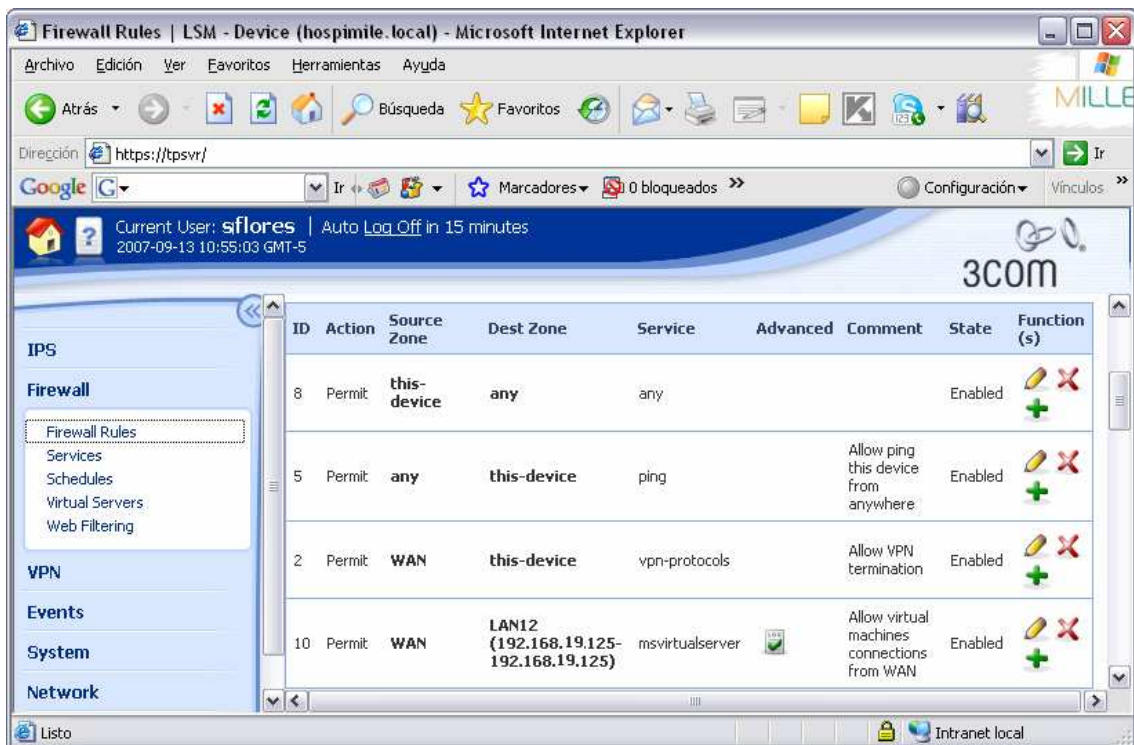 Firewall Rules | LSM - Device (hospimile.local) - Microsoft Internet Explorer
Archivo Edición Ver Favoritos Herramientas Ayuda
Atrás Búsqueda Favoritos
MILLE
Dirección https://tpsvr/ Ir
Google G Ir Marcadores 0 bloqueados » Configuración Vínculos »
Current User: siflores | Auto Log Off in 15 minutes
2007-09-13 10:55:03 GMT-5
3COM
IPS
Firewall
Firewall Rules
Services
Schedules
Virtual Servers
Web Filtering
VPN
Events
System
Network
ID Action Source Zone Dest Zone Service Advanced Comment State Function (s)
8 Permit this-device any any Enabled
5 Permit any this-device ping Allow ping this device from anywhere Enabled
2 Permit WAN this-device vpn-protocols Allow VPN termination Enabled
10 Permit WAN LAN12 (192.168.19.125-192.168.19.125) msvirtualserver Allow virtual machines connections from WAN Enabled
Listo Intranet local